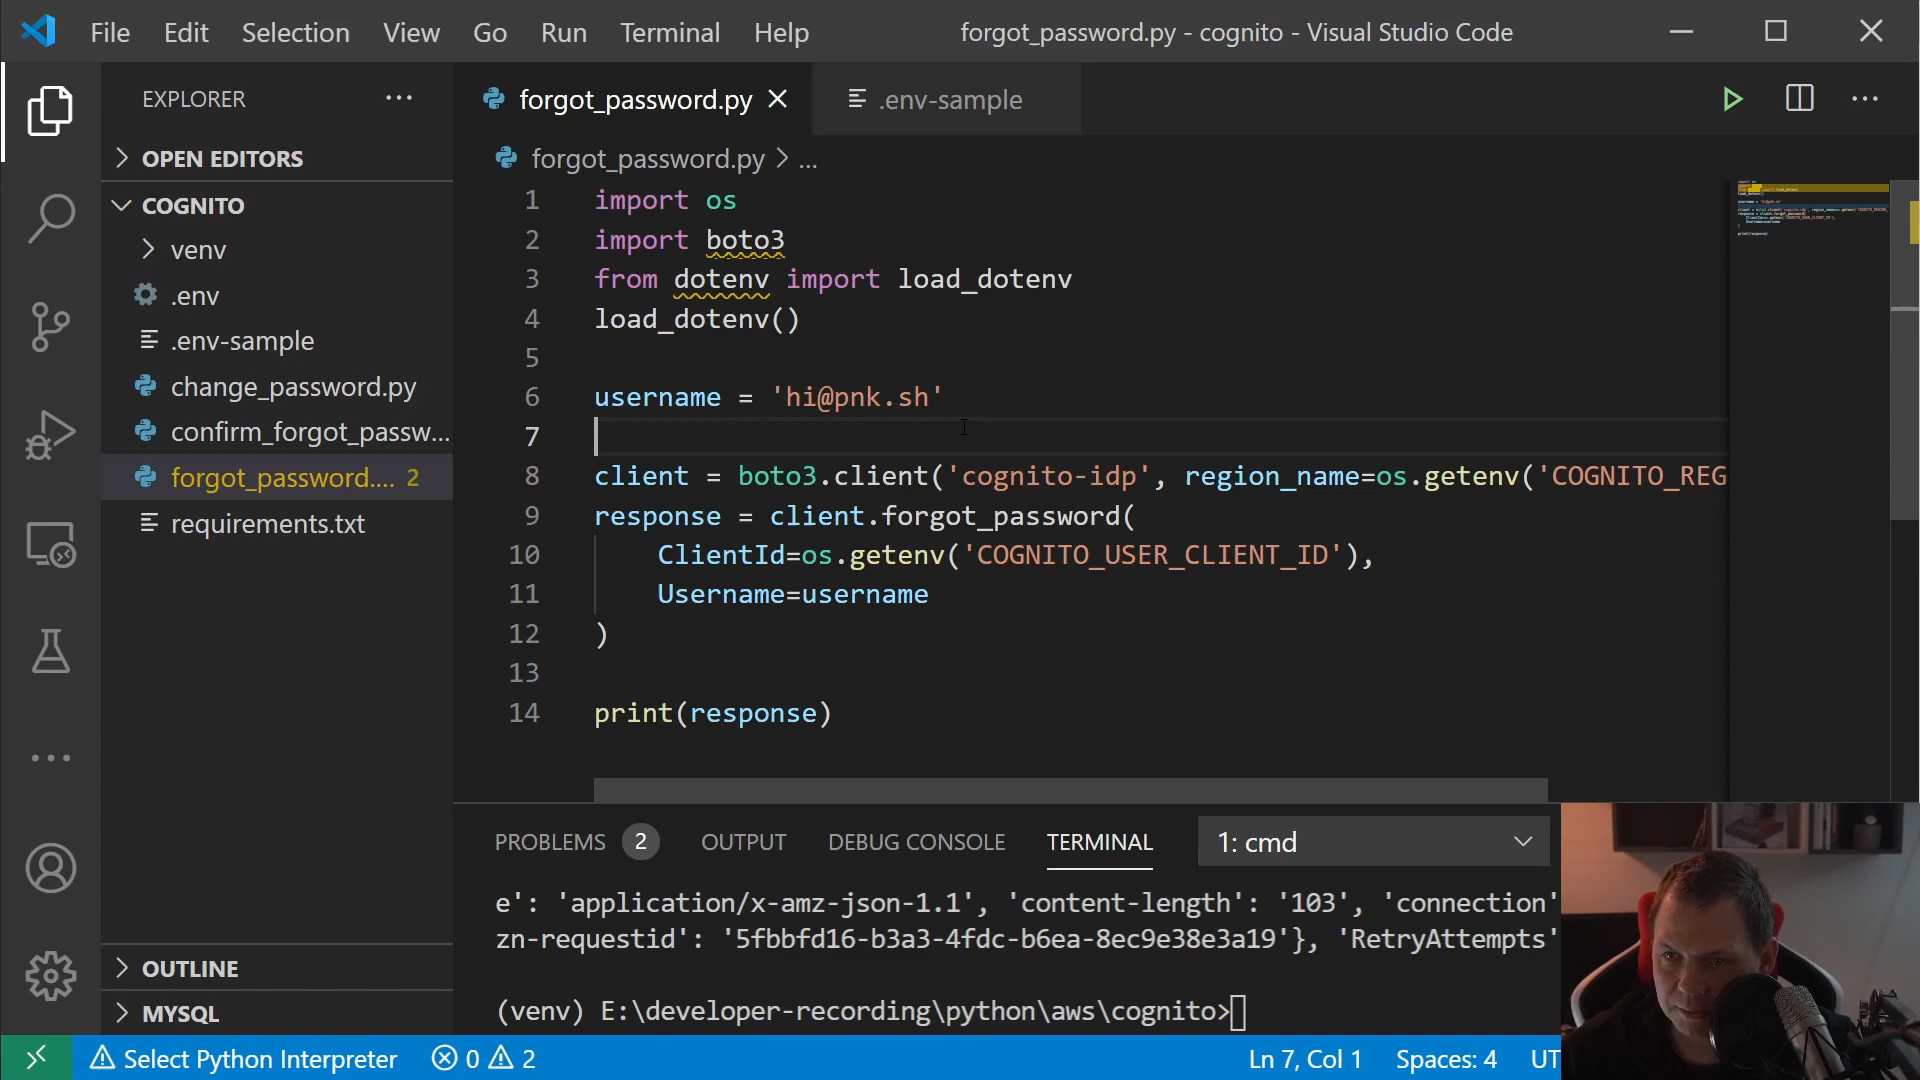 File Edit Selection View Go Run Terminal Help forgot_password.py - cognito - Visual Studio Code
EXPLORER
forgot_password.py
.env-sample
OPEN EDITORS
forgot_password.py > ...
COGNITO
venv
.env
.env-sample
change_password.py
confirm_forgot_passw...
forgot_password.... 2
requirements.txt
OUTLINE
MYSQL
1 import os
2 import boto3
3 from dotenv import load_dotenv
4 load_dotenv()
5
6 username = 'hi@pnk.sh'
7
8 client = boto3.client('cognito-idp', region_name=os.getenv('COGNITO_REG
9 response = client.forgot_password(
10 ClientId=os.getenv('COGNITO_USER_CLIENT_ID'),
11 Username=username
12 )
13
14 print(response)
PROBLEMS 2 OUTPUT DEBUG CONSOLE TERMINAL 1: cmd
e': 'application/x-amz-json-1.1', 'content-length': '103', 'connection'
zn-requestid': '5fbbfd16-b3a3-4fdc-b6ea-8ec9e38e3a19'}, 'RetryAttempts'
(venv) E:\developer-recording\python\aws\cognito>
Select Python Interpreter 0 2 Ln 7, Col 1 Spaces: 4 UT